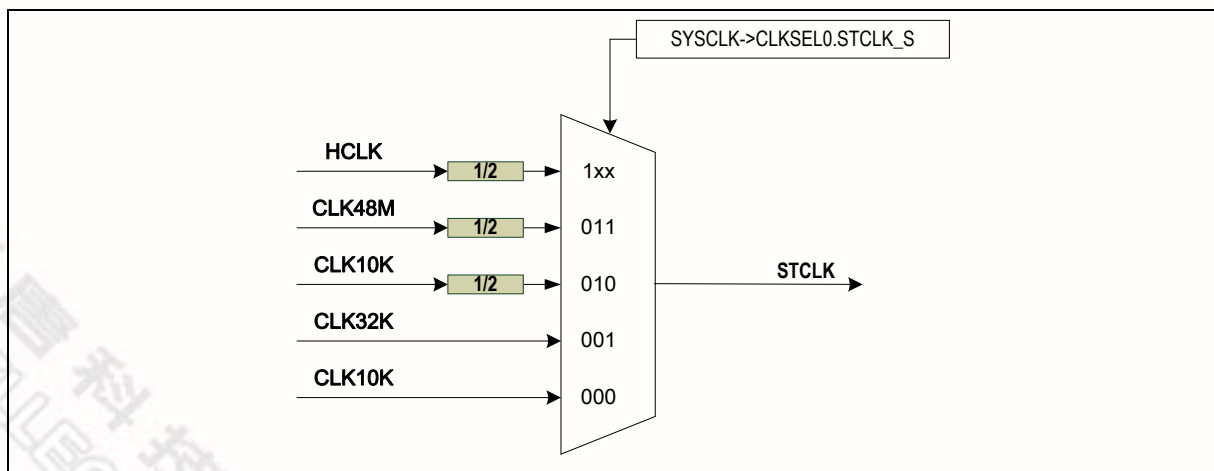 SYSCLK->CLKSEL0.STCLK_S
HCLK
1/2
1xx
CLK48M
1/2
011
CLK10K
1/2
010
STCLK
CLK32K
001
CLK10K
000